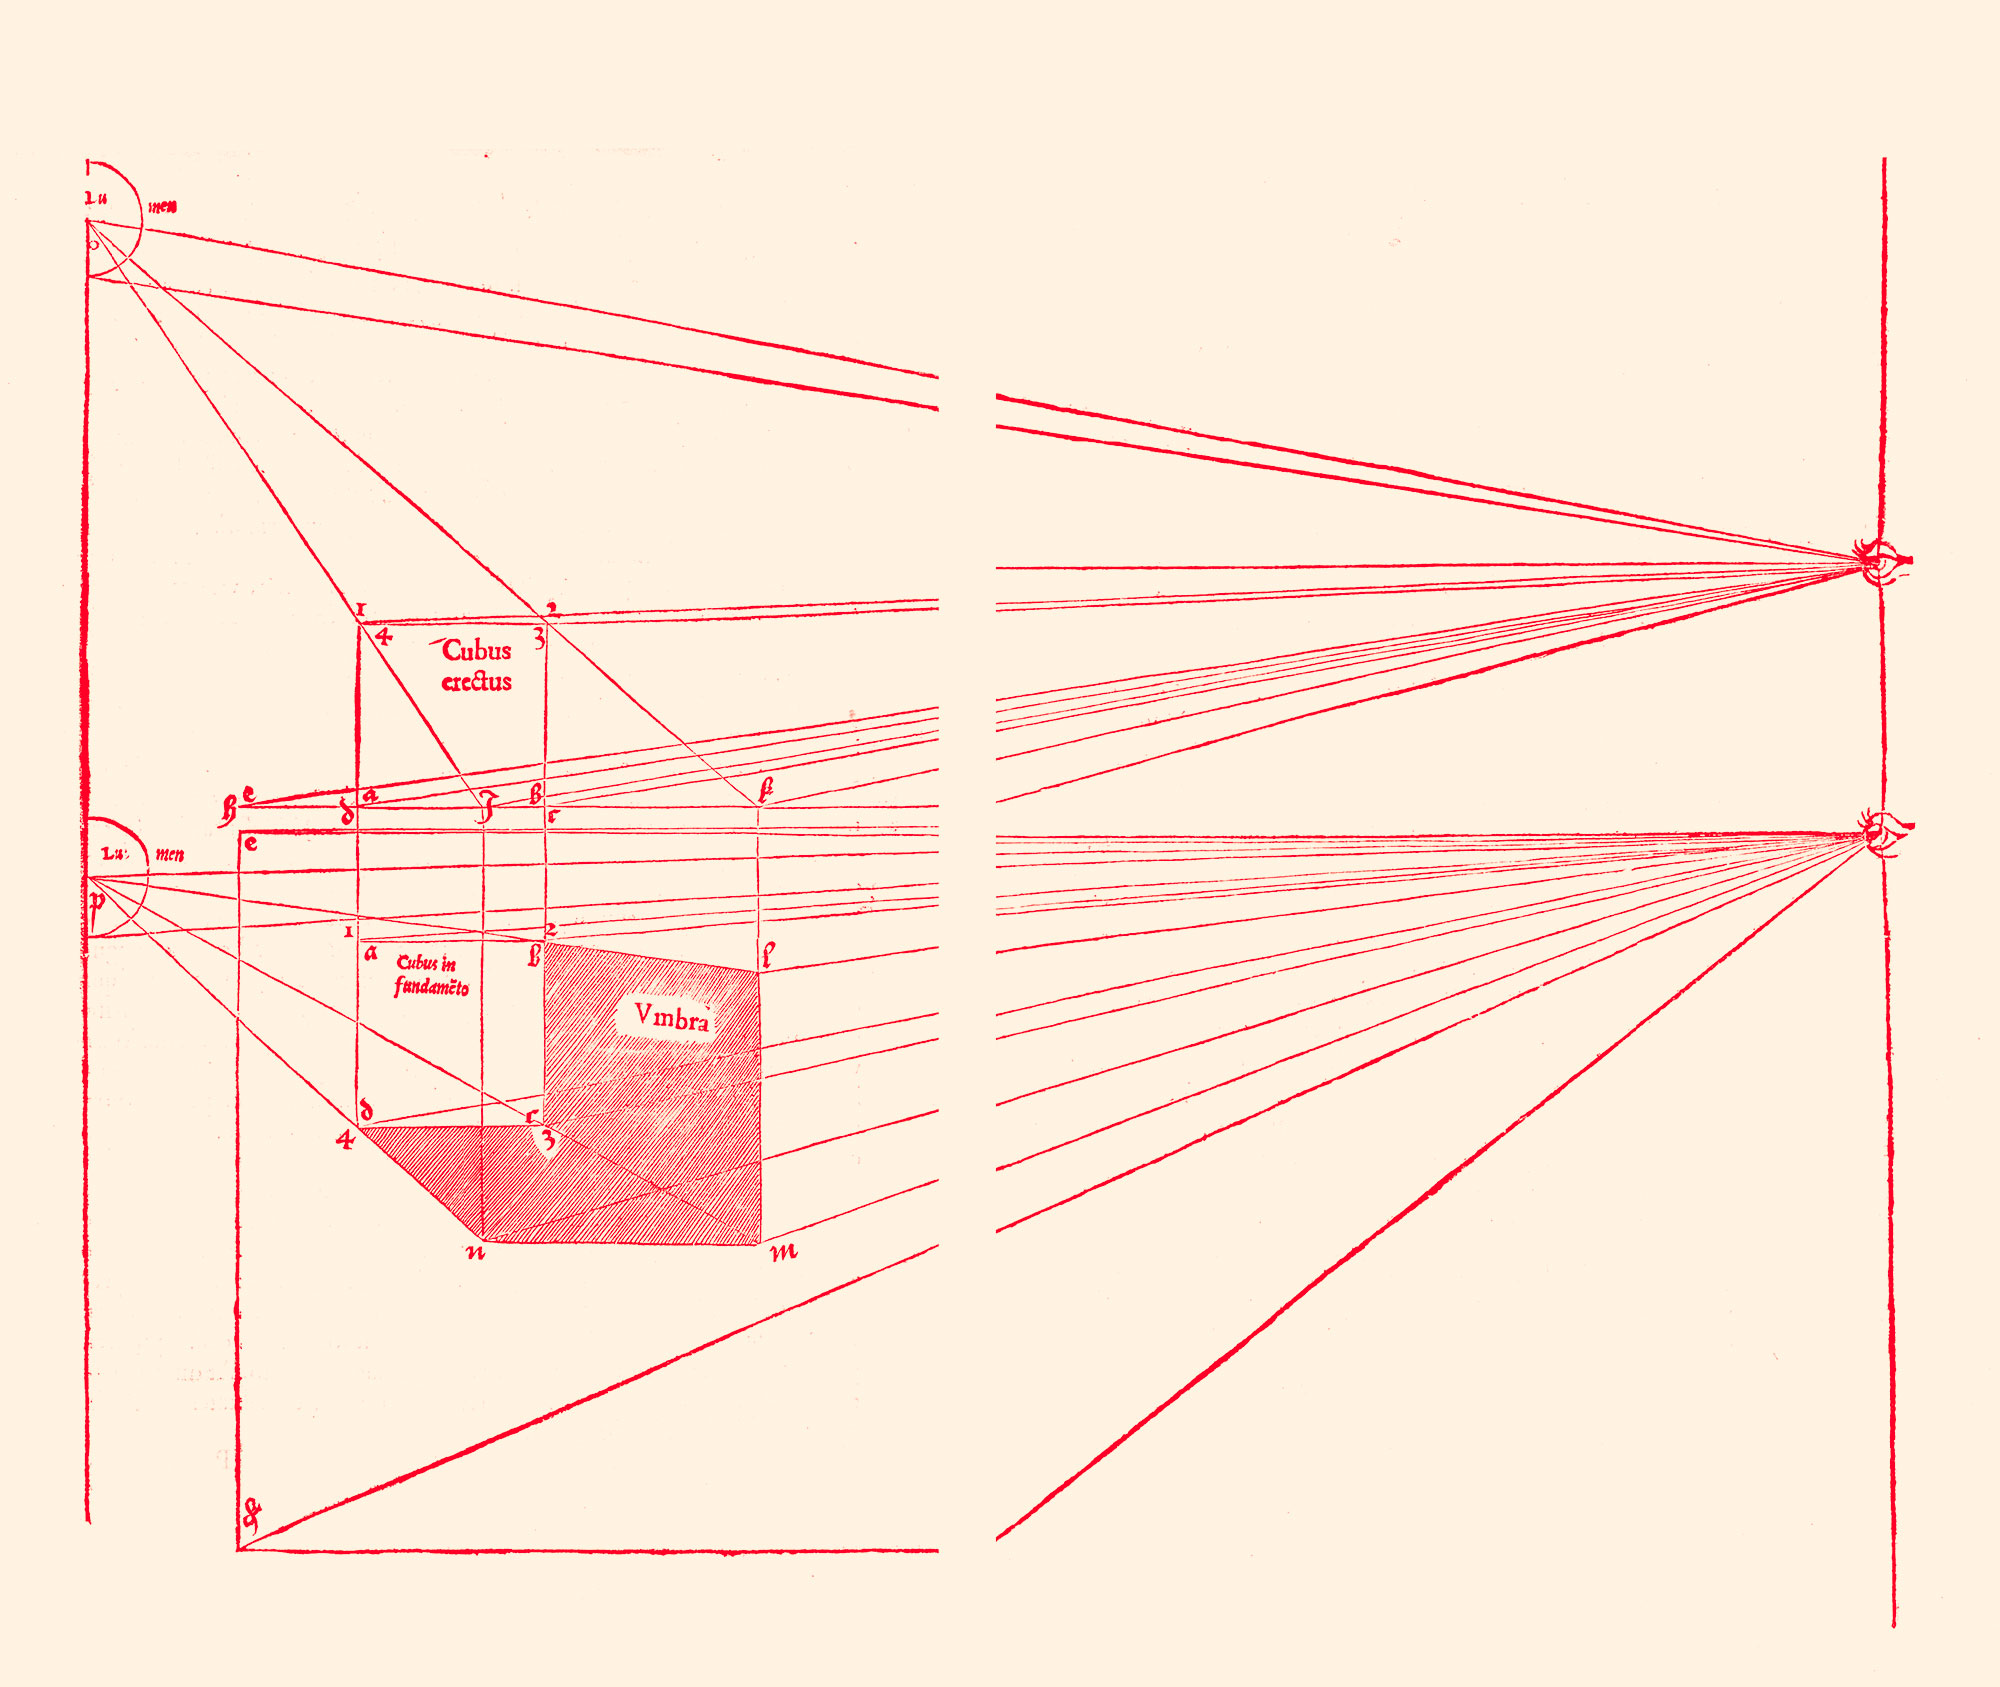 Lu men
o
1 2
4 3
Cubus
erectus
h e d a J b c k
e
Lu: men
p
1 2
a b l
Cubus in
fundamēto
Vmbra
d c
4 3
n m